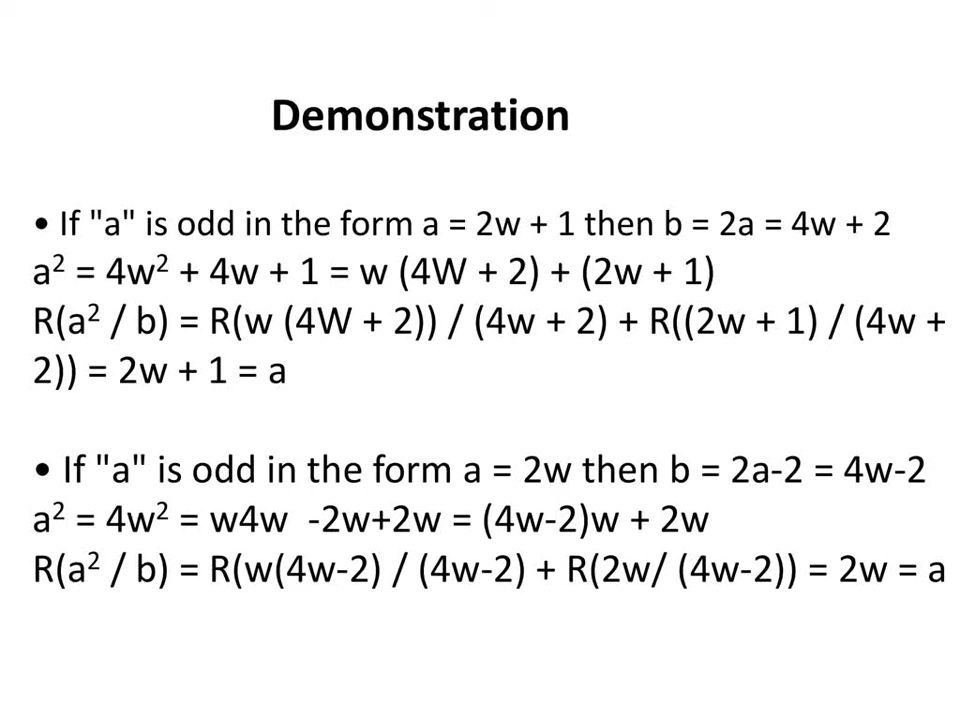 Demonstration
• If "a" is odd in the form a = 2w + 1 then b = 2a = 4w + 2
a² = 4w² + 4w + 1 = w (4W + 2) + (2w + 1)
R(a² / b) = R(w (4W + 2)) / (4w + 2) + R((2w + 1) / (4w +
2)) = 2w + 1 = a
• If "a" is odd in the form a = 2w then b = 2a-2 = 4w-2
a² = 4w² = w4w -2w+2w = (4w-2)w + 2w
R(a² / b) = R(w(4w-2) / (4w-2) + R(2w/ (4w-2)) = 2w = a